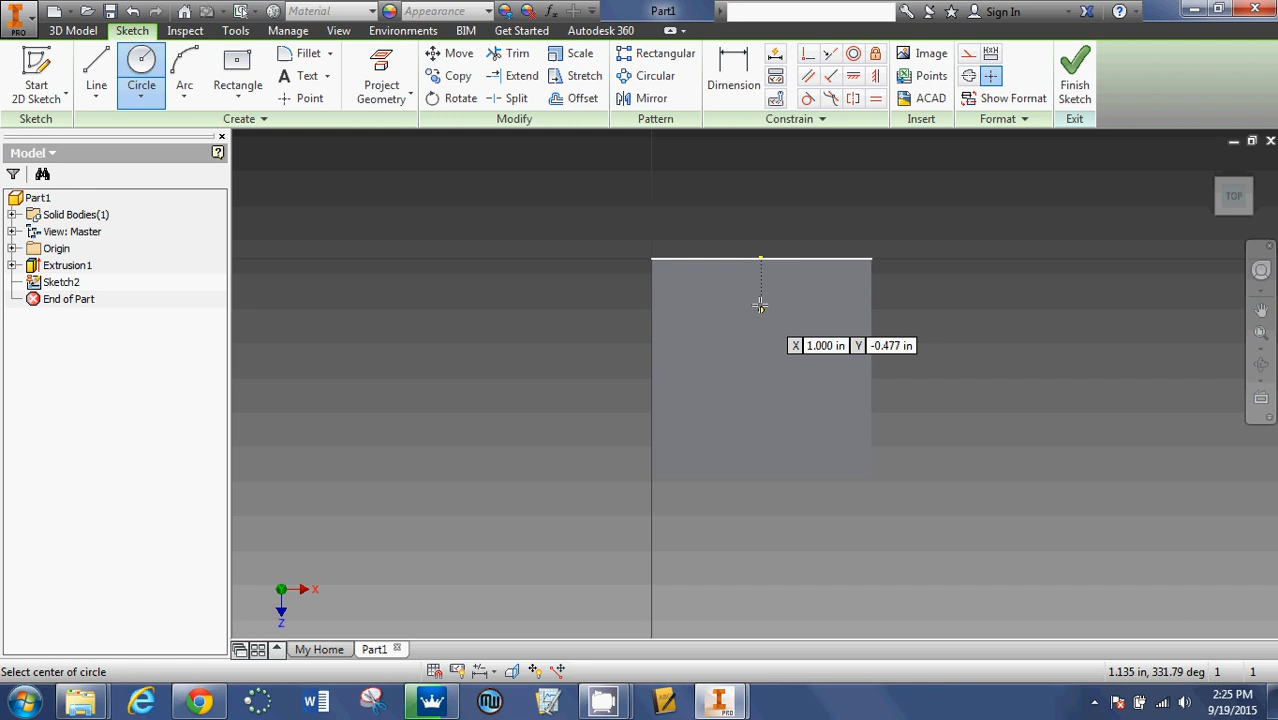 Material
Appearance
Part1
Sign In
PRO
3D Model
Sketch
Inspect
Tools
Manage
View
Environments
BIM
Get Started
Autodesk 360
Start
2D Sketch
Line
Circle
Arc
Rectangle
Fillet
Text
Point
Project
Geometry
Move
Copy
Rotate
Trim
Extend
Split
Scale
Stretch
Offset
Rectangular
Circular
Mirror
Dimension
Image
Points
ACAD
Show Format
Finish
Sketch
Sketch
Create
Modify
Pattern
Constrain
Insert
Format
Exit
Model
Part1
Solid Bodies(1)
View: Master
Origin
Extrusion1
Sketch2
End of Part
TOP
X 1.000 in Y -0.477 in
X
Z
My Home
Part1
Select center of circle
1.135 in, 331.79 deg 1 1
PRO
2:25 PM
9/19/2015